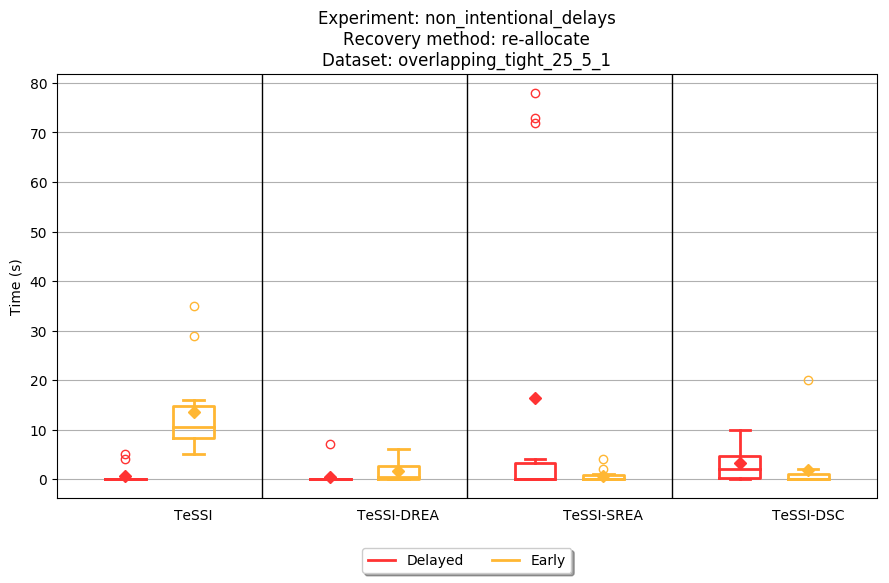 Experiment: non_intentional_delays
Recovery method: re-allocate
Dataset: overlapping_tight_25_5_1
80
70
60
50
40
30
20
10
0
Time (s)
TeSSI
TeSSI-DREA
TeSSI-SREA
TeSSI-DSC
Delayed
Early